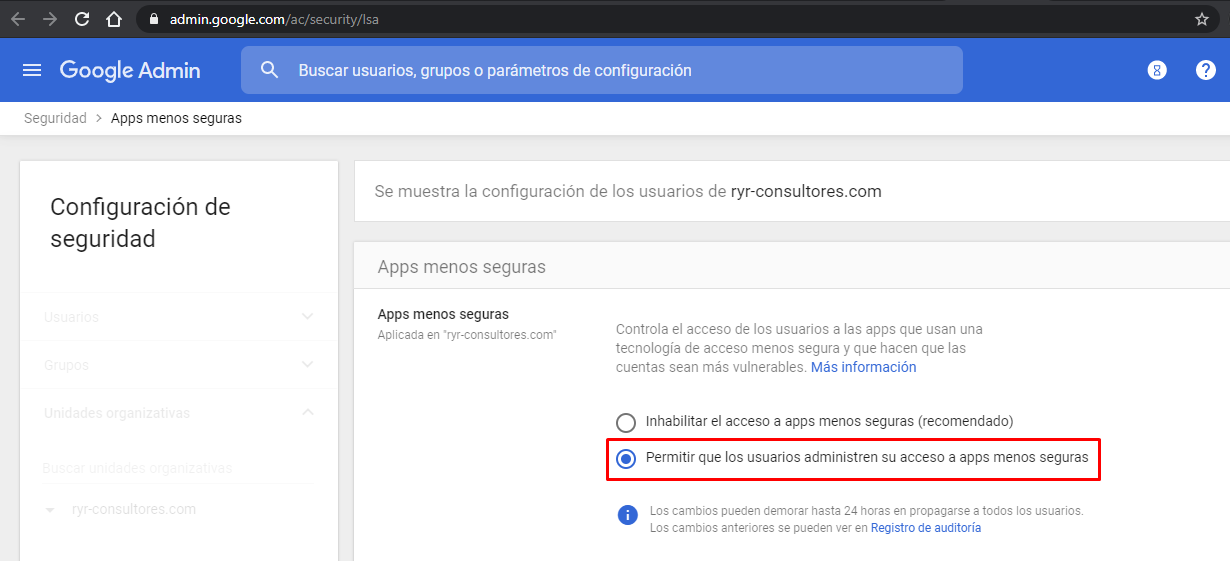 admin.google.com/ac/security/lsa
Google Admin
Buscar usuarios, grupos o parámetros de configuración
Seguridad > Apps menos seguras
Configuración de
seguridad
Usuarios
Grupos
Unidades organizativas
Buscar unidades organizativas
ryr-consultores.com
Se muestra la configuración de los usuarios de ryr-consultores.com
Apps menos seguras
Apps menos seguras
Aplicada en "ryr-consultores.com"
Controla el acceso de los usuarios a las apps que usan una
tecnología de acceso menos segura y que hacen que las
cuentas sean más vulnerables. Más información
Inhabilitar el acceso a apps menos seguras (recomendado)
Permitir que los usuarios administren su acceso a apps menos seguras
Los cambios pueden demorar hasta 24 horas en propagarse a todos los usuarios.
Los cambios anteriores se pueden ver en Registro de auditoría